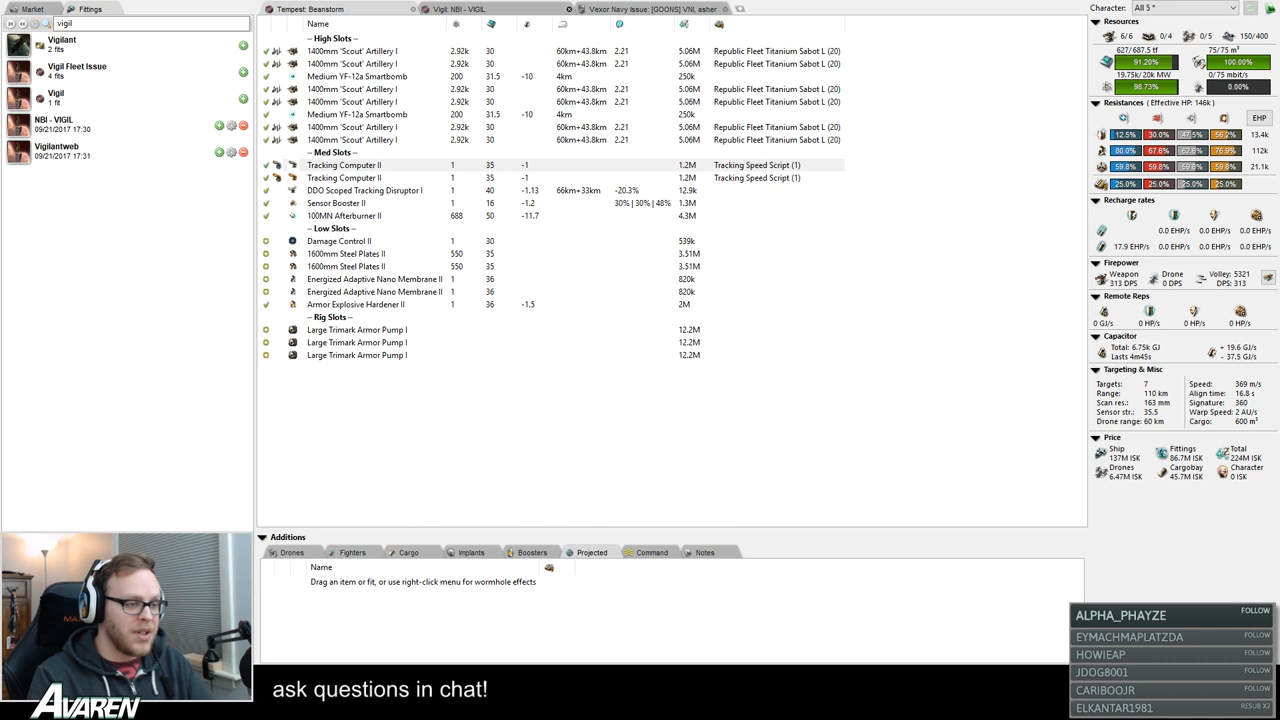 Market
Fittings
Tempest: Beanstorm
Vigil: NBI - VIGIL
Vexor Navy Issue: [GOONS] VNI, asher
Character:
All 5 *
vigil
Vigilant
2 fits
Vigil Fleet Issue
4 fits
Vigil
1 fit
NBI - VIGIL
09/21/2017 17:30
Vigilantweb
09/21/2017 17:31
Name
-- High Slots --
1400mm 'Scout' Artillery I 2.92k 30 60km+43.8km 2.21 5.06M Republic Fleet Titanium Sabot L (20)
1400mm 'Scout' Artillery I 2.92k 30 60km+43.8km 2.21 5.06M Republic Fleet Titanium Sabot L (20)
Medium YF-12a Smartbomb 200 31.5 -10 4km 250k
1400mm 'Scout' Artillery I 2.92k 30 60km+43.8km 2.21 5.06M Republic Fleet Titanium Sabot L (20)
1400mm 'Scout' Artillery I 2.92k 30 60km+43.8km 2.21 5.06M Republic Fleet Titanium Sabot L (20)
Medium YF-12a Smartbomb 200 31.5 -10 4km 250k
1400mm 'Scout' Artillery I 2.92k 30 60km+43.8km 2.21 5.06M Republic Fleet Titanium Sabot L (20)
1400mm 'Scout' Artillery I 2.92k 30 60km+43.8km 2.21 5.06M Republic Fleet Titanium Sabot L (20)
-- Med Slots --
Tracking Computer II 1 35 -1 1.2M Tracking Speed Script (1)
Tracking Computer II 1 35 -1 1.2M Tracking Speed Script (1)
DDO Scoped Tracking Disruptor I 1 40 -1.13 66km+33km -20.3% 12.9k
Sensor Booster II 1 16 -1.2 30% | 30% | 48% 1.3M
100MN Afterburner II 688 50 -11.7 4.3M
-- Low Slots --
Damage Control II 1 30 539k
1600mm Steel Plates II 550 35 3.51M
1600mm Steel Plates II 550 35 3.51M
Energized Adaptive Nano Membrane II 1 36 820k
Energized Adaptive Nano Membrane II 1 36 820k
Armor Explosive Hardener II 1 36 -1.5 2M
-- Rig Slots --
Large Trimark Armor Pump I 12.2M
Large Trimark Armor Pump I 12.2M
Large Trimark Armor Pump I 12.2M
Resources
6/6 0/4 0/5 150/400
627/687.5 tf 75/75 m³
91.20% 100.00%
19.75k/20k MW 0/75 mbit/s
98.73% 0.00%
Resistances (Effective HP: 146k)
EHP
12.5% 30.0% 47.5% 56.2% 13.4k
80.0% 67.6% 62.6% 76.9% 112k
59.8% 59.8% 59.8% 59.8% 21.1k
25.0% 25.0% 25.0% 25.0%
Recharge rates
0.0 EHP/s 0.0 EHP/s 0.0 EHP/s
17.9 EHP/s 0.0 EHP/s 0.0 EHP/s 0.0 EHP/s
Firepower
Weapon Drone Volley: 5321
313 DPS 0 DPS DPS: 313
Remote Reps
0 GJ/s 0 HP/s 0 HP/s 0 HP/s
Capacitor
Total: 6.75k GJ + 19.6 GJ/s
Lasts 4m45s - 37.5 GJ/s
Targeting & Misc
Targets: 7 Speed: 369 m/s
Range: 110 km Align time: 16.8 s
Scan res.: 163 mm Signature: 360
Sensor str.: 35.5 Warp Speed: 2 AU/s
Drone range: 60 km Cargo: 600 m³
Price
Ship Fittings Total
137M ISK 86.7M ISK 224M ISK
Drones Cargobay Character
6.47M ISK 45.7M ISK 0 ISK
Additions
Drones Fighters Cargo Implants Boosters Projected Command Notes
Name
Drag an item or fit, or use right-click menu for wormhole effects
AVAREN
ask questions in chat!
ALPHA_PHAYZE FOLLOW
EYMACHMAPLATZDA FOLLOW
HOWIEAP FOLLOW
JDOG8001 FOLLOW
CARIBOOJR FOLLOW
ELKANTAR1981 RESUB X2